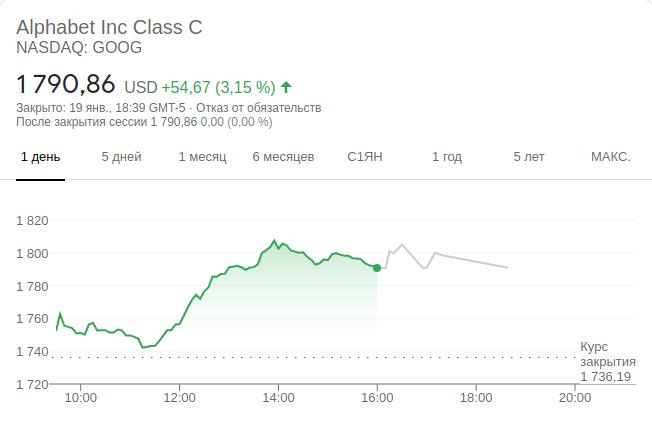 Alphabet Inc Class C
NASDAQ: GOOG
1 790,86 USD +54,67 (3,15 %)
Закрыто: 19 янв., 18:39 GMT-5 · Отказ от обязательств
После закрытия сессии 1 790,86 0,00 (0,00 %)
1 день 5 дней 1 месяц 6 месяцев С1ЯН 1 год 5 лет МАКС.
1 820
1 800
1 780
1 760
1 740
1 720
Курс
закрытия
1 736,19
10:00 12:00 14:00 16:00 18:00 20:00